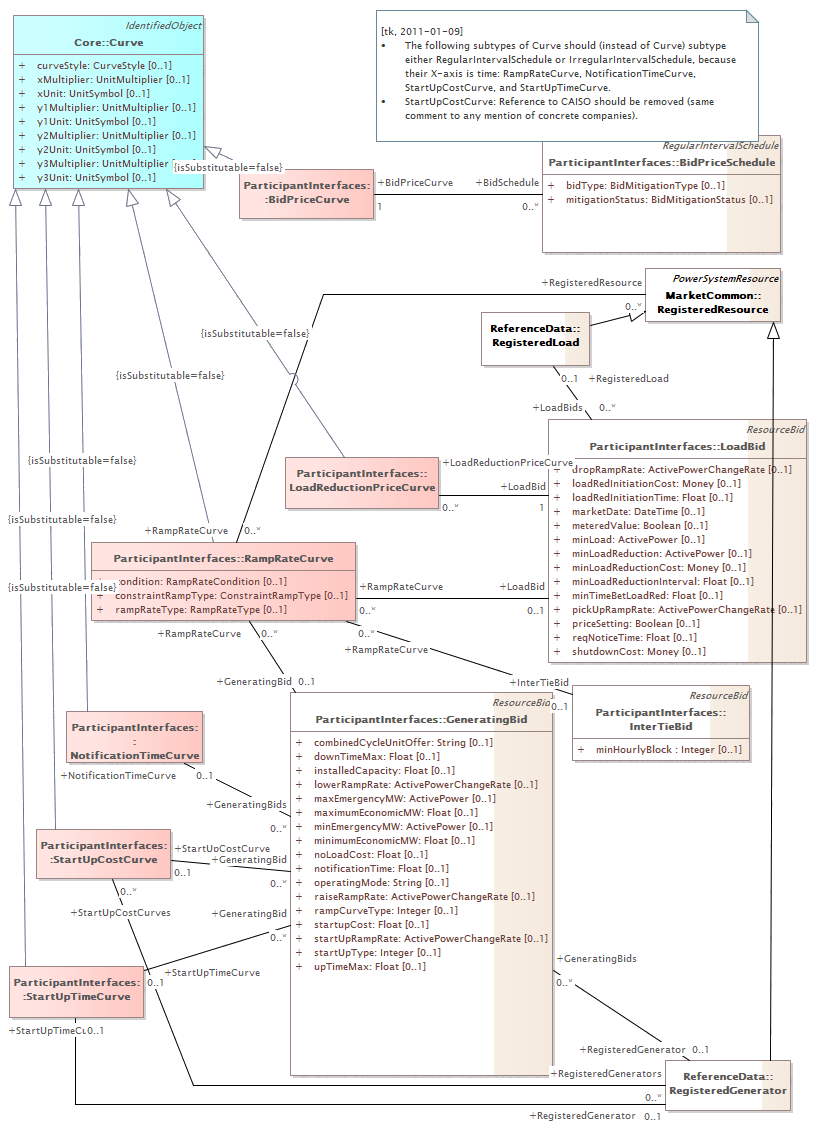 IdentifiedObject
Core::Curve
+ curveStyle: CurveStyle [0..1]
+ xMultiplier: UnitMultiplier [0..1]
+ xUnit: UnitSymbol [0..1]
+ y1Multiplier: UnitMultiplier [0..1]
+ y1Unit: UnitSymbol [0..1]
+ y2Multiplier: UnitMultiplier [0..1]
+ y2Unit: UnitSymbol [0..1]
+ y3Multiplier: UnitMultiplier [0..1]
+ y3Unit: UnitSymbol [0..1]
[tk, 2011-01-09]
• The following subtypes of Curve should (instead of Curve) subtype
either RegularIntervalSchedule or IrregularIntervalSchedule, because
their X-axis is time: RampRateCurve, NotificationTimeCurve,
StartUpCostCurve, and StartUpTimeCurve.
• StartUpCostCurve: Reference to CAISO should be removed (same
comment to any mention of concrete companies).
{isSubstitutable=false}
ParticipantInterfaces:
:BidPriceCurve
+BidPriceCurve
1
+BidSchedule
0..*
RegularIntervalSchedule
ParticipantInterfaces::BidPriceSchedule
+ bidType: BidMitigationType [0..1]
+ mitigationStatus: BidMitigationStatus [0..1]
+RegisteredResource
0..*
PowerSystemResource
MarketCommon::
RegisteredResource
ReferenceData::
RegisteredLoad
{isSubstitutable=false}
{isSubstitutable=false}
0..1 +RegisteredLoad
+LoadBids 0..*
{isSubstitutable=false}
{isSubstitutable=false}
{isSubstitutable=false}
ParticipantInterfaces::
LoadReductionPriceCurve
+LoadReductionPriceCurve
0..*
+LoadBid
1
ResourceBid
ParticipantInterfaces::LoadBid
+ dropRampRate: ActivePowerChangeRate [0..1]
+ loadRedInitiationCost: Money [0..1]
+ loadRedInitiationTime: Float [0..1]
+ marketDate: DateTime [0..1]
+ meteredValue: Boolean [0..1]
+ minLoad: ActivePower [0..1]
+ minLoadReduction: ActivePower [0..1]
+ minLoadReductionCost: Money [0..1]
+ minLoadReductionInterval: Float [0..1]
+ minTimeBetLoadRed: Float [0..1]
+ pickUpRampRate: ActivePowerChangeRate [0..1]
+ priceSetting: Boolean [0..1]
+ reqNoticeTime: Float [0..1]
+ shutdownCost: Money [0..1]
+RampRateCurve 0..*
ParticipantInterfaces::RampRateCurve
condition: RampRateCondition [0..1]
+ constraintRampType: ConstraintRampType [0..1]
+ rampRateType: RampRateType [0..1]
+RampRateCurve
0..*
+LoadBid
0..1
+RampRateCurve 0..*
0..*
+RampRateCurve
+GeneratingBid 0..1
+InterTieBid
0..1
ResourceBid
ParticipantInterfaces::
InterTieBid
+ minHourlyBlock : Integer [0..1]
ResourceBid
ParticipantInterfaces::GeneratingBid
+ combinedCycleUnitOffer: String [0..1]
+ downTimeMax: Float [0..1]
+ installedCapacity: Float [0..1]
+ lowerRampRate: ActivePowerChangeRate [0..1]
+ maxEmergencyMW: ActivePower [0..1]
+ maximumEconomicMW: Float [0..1]
+ minEmergencyMW: ActivePower [0..1]
+ minimumEconomicMW: Float [0..1]
+ noLoadCost: Float [0..1]
+ notificationTime: Float [0..1]
+ operatingMode: String [0..1]
+ raiseRampRate: ActivePowerChangeRate [0..1]
+ rampCurveType: Integer [0..1]
+ startupCost: Float [0..1]
+ startUpRampRate: ActivePowerChangeRate [0..1]
+ startUpType: Integer [0..1]
+ upTimeMax: Float [0..1]
ParticipantInterfaces:
:
NotificationTimeCurve
+NotificationTimeCurve 0..1
+GeneratingBids
0..*
ParticipantInterfaces:
:StartUpCostCurve
+StartUpCostCurve
0..1
+GeneratingBid
0..*
0..*
+StartUpCostCurves
+GeneratingBid
0..*
ParticipantInterfaces:
:StartUpTimeCurve
+StartUpTimeCurve
0..1
0..1
+GeneratingBids
0..*
+RegisteredGenerator 0..1
+RegisteredGenerators
0..*
ReferenceData::
RegisteredGenerator
+RegisteredGenerator 0..1